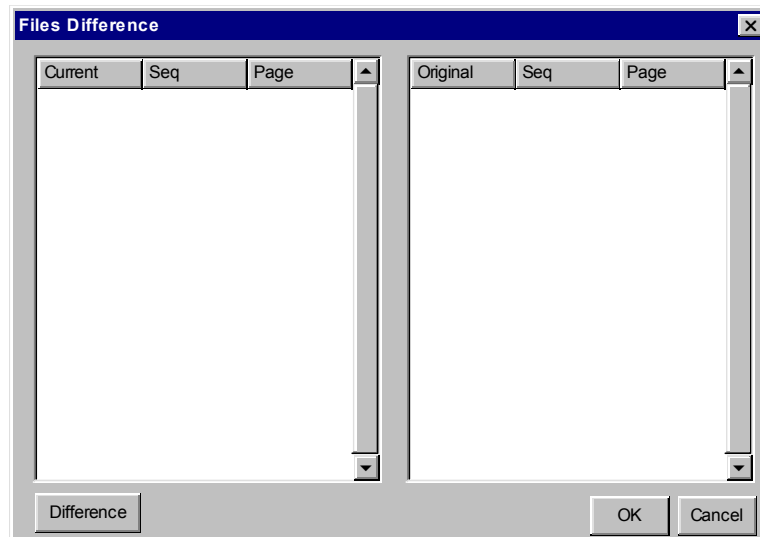 Files Difference
Current Seq Page
Original Seq Page
Difference
OK Cancel